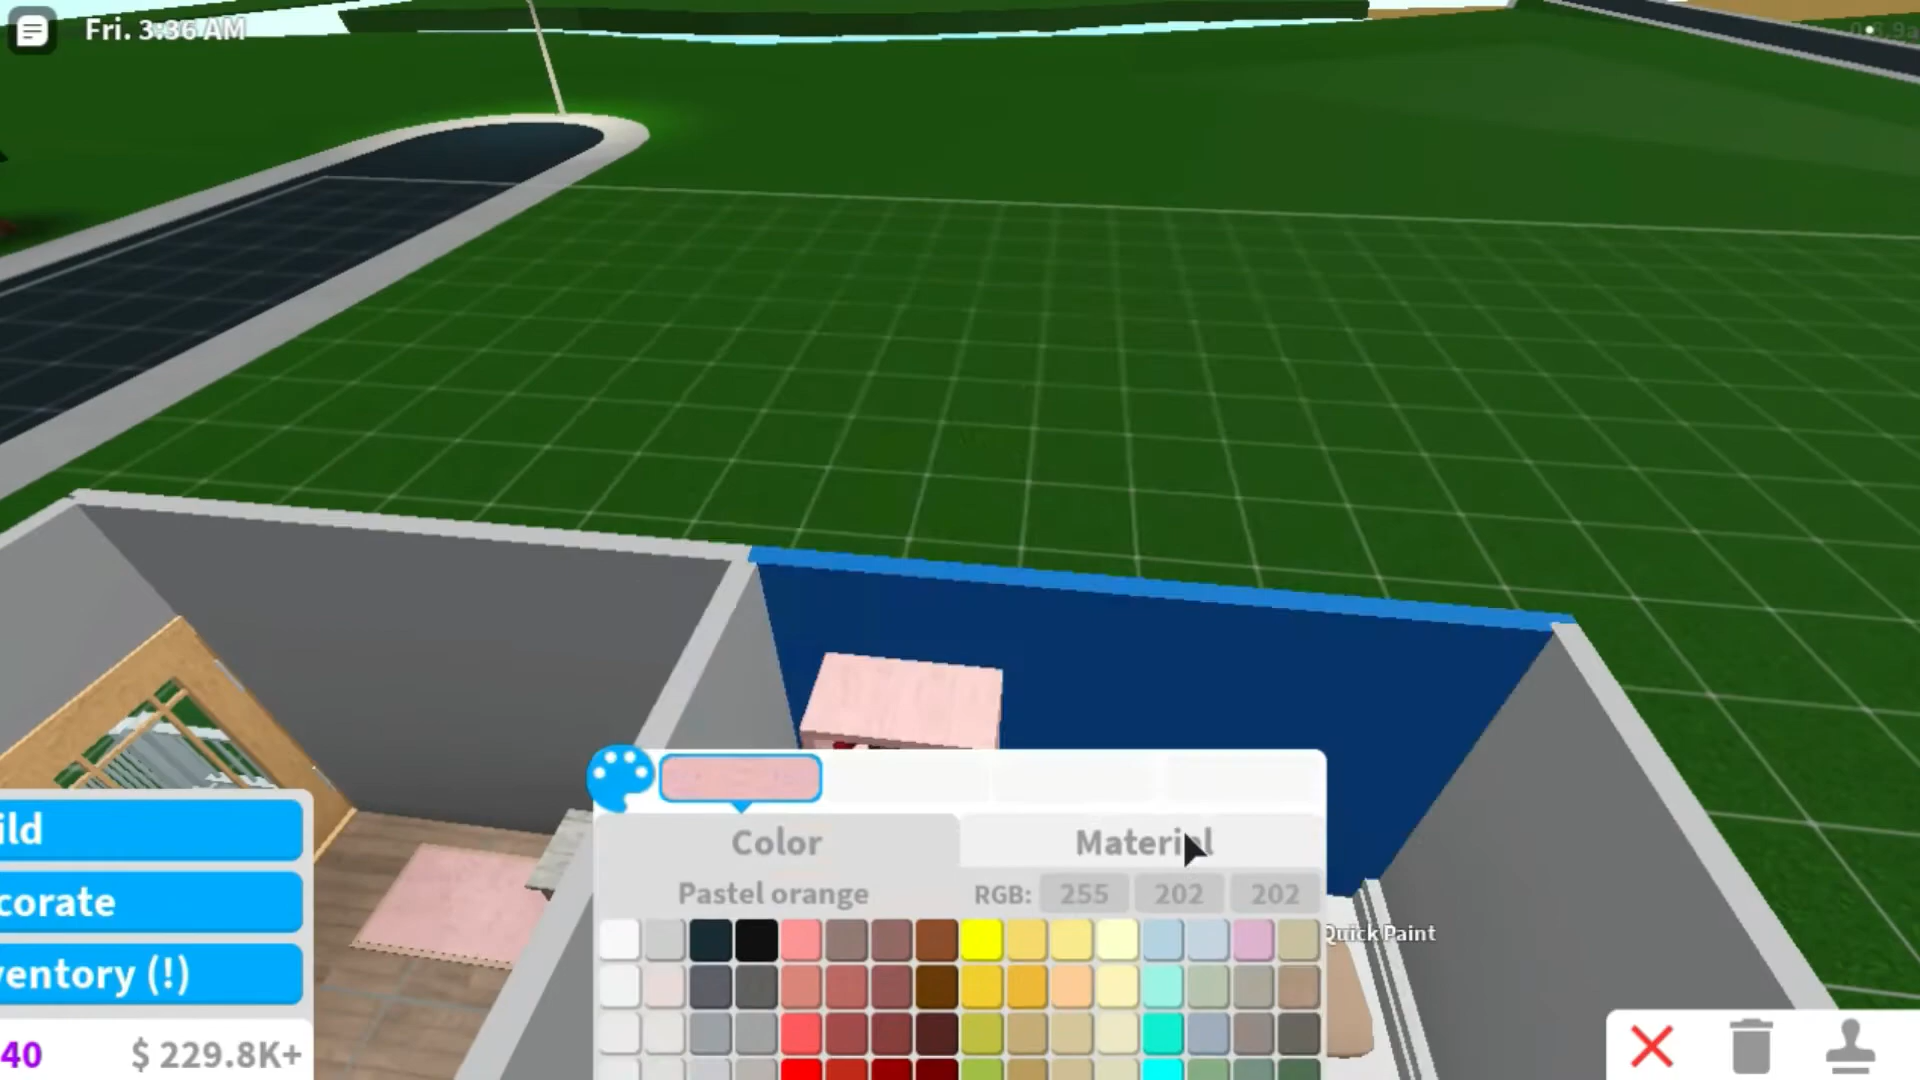 Fri. 3:36 AM
Color
Material
Pastel orange
RGB: 255 202 202
Quick Paint
ild
corate
ventory (!)
40
$ 229.8K+